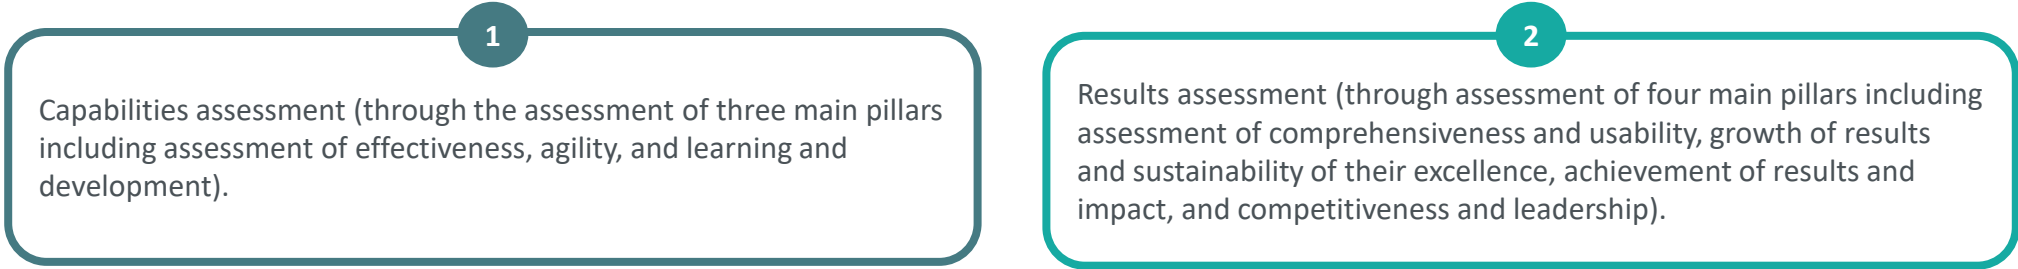 1
Capabilities assessment (through the assessment of three main pillars
including assessment of effectiveness, agility, and learning and
development).
2
Results assessment (through assessment of four main pillars including
assessment of comprehensiveness and usability, growth of results
and sustainability of their excellence, achievement of results and
impact, and competitiveness and leadership).